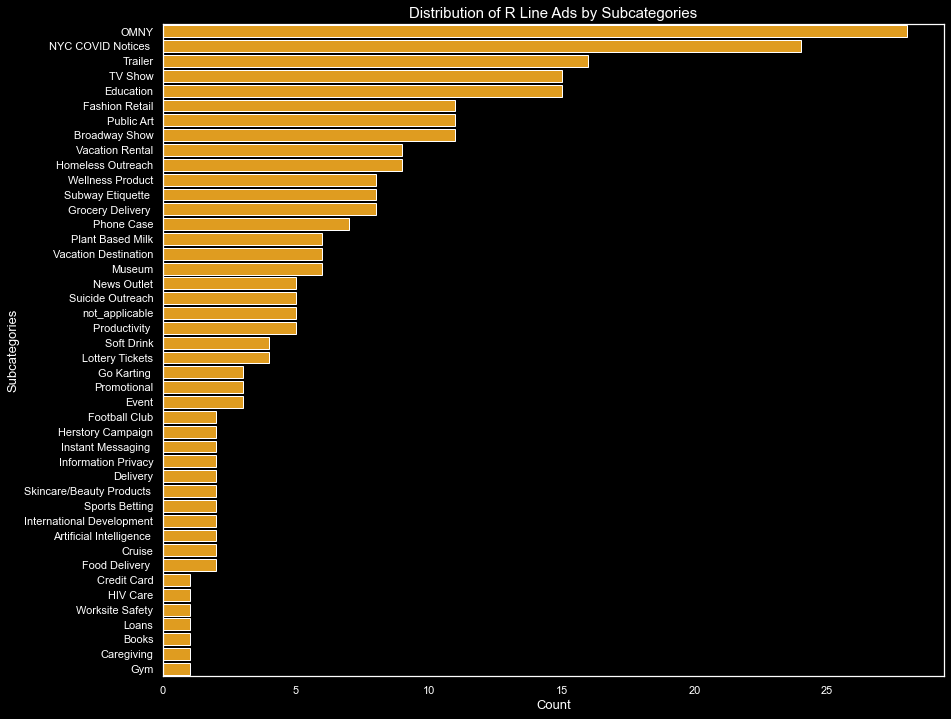 Distribution of R Line Ads by Subcategories
Subcategories
OMNY
NYC COVID Notices
Trailer
TV Show
Education
Fashion Retail
Public Art
Broadway Show
Vacation Rental
Homeless Outreach
Wellness Product
Subway Etiquette
Grocery Delivery
Phone Case
Plant Based Milk
Vacation Destination
Museum
News Outlet
Suicide Outreach
not_applicable
Productivity
Soft Drink
Lottery Tickets
Go Karting
Promotional
Event
Football Club
Herstory Campaign
Instant Messaging
Information Privacy
Delivery
Skincare/Beauty Products
Sports Betting
International Development
Artificial Intelligence
Cruise
Food Delivery
Credit Card
HIV Care
Worksite Safety
Loans
Books
Caregiving
Gym
0 5 10 15 20 25
Count